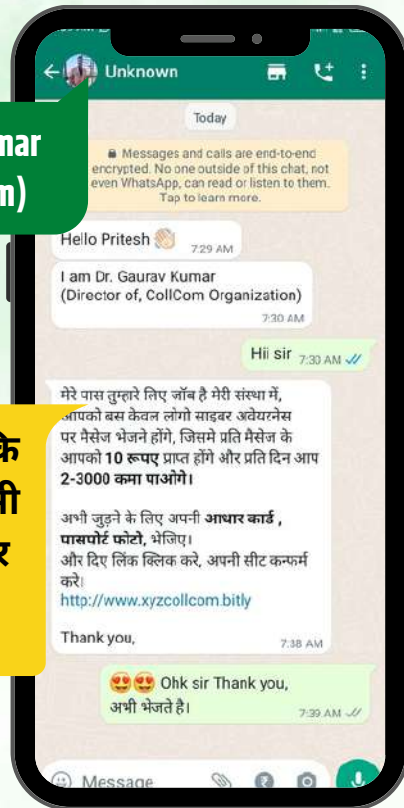 Unknown
mar
m)
Today
Messages and calls are end-to-end
encrypted. No one outside of this chat, not
even WhatsApp, can read or listen to them.
Tap to learn more.
Hello Pritesh 👋🏻
7:29 AM
I am Dr. Gaurav Kumar
(Director of, CollCom Organization)
7:30 AM
Hii sir 7:30 AM
मेरे पास तुम्हारे लिए जॉब है मेरी संस्था में,
आपको बस केवल लोगो साइबर अवेयरनेस
पर मैसेज भेजने होंगे, जिसमे प्रति मैसेज के
आपको 10 रूपए प्राप्त होंगे और प्रति दिन आप
2-3000 कमा पाओगे।
के
भी
र
अभी जुड़ने के लिए अपनी आधार कार्ड ,
पासपोर्ट फोटो, भेजिए।
और दिए लिंक क्लिक करे, अपनी सीट कन्फर्म
करे।
http://www.xyzcollcom.bitly
Thank you,
7:38 AM
😍😍 Ohk sir Thank you,
अभी भेजते है।
7:39 AM
Message